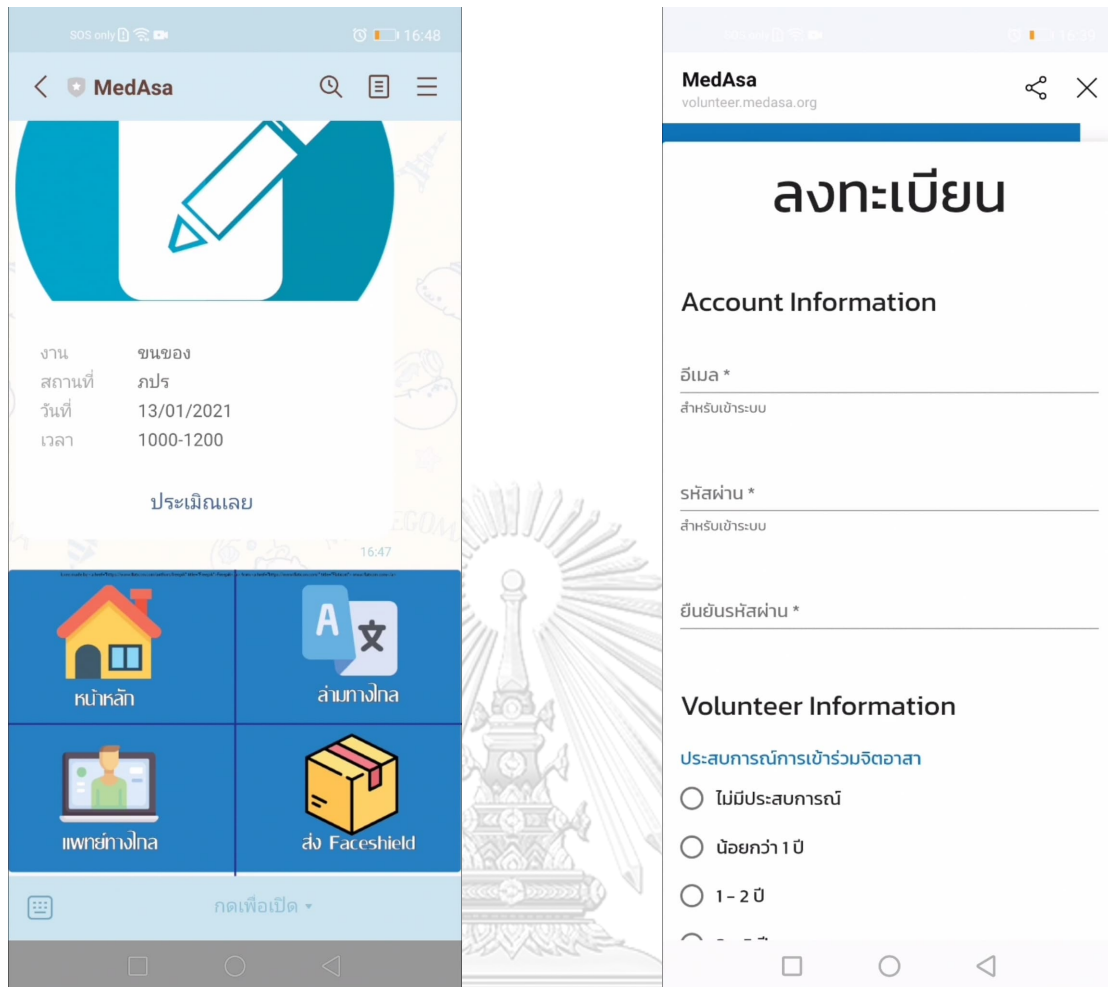 SOS only 16:48
MedAsa
งาน ขนของ
สถานที่ ภปร
วันที่ 13/01/2021
เวลา 1000-1200
ประเมินเลย
16:47
หน้าหลัก
ล่ามทางไกล
แพทย์ทางไกล
ส่ง Faceshield
กดเพื่อเปิด
MedAsa
volunteer.medasa.org
ลงทะเบียน
Account Information
อีเมล *
สำหรับเข้าระบบ
รหัสผ่าน *
สำหรับเข้าระบบ
ยืนยันรหัสผ่าน *
Volunteer Information
ประสบการณ์การเข้าร่วมจิตอาสา
ไม่มีประสบการณ์
น้อยกว่า 1 ปี
1 - 2 ปี